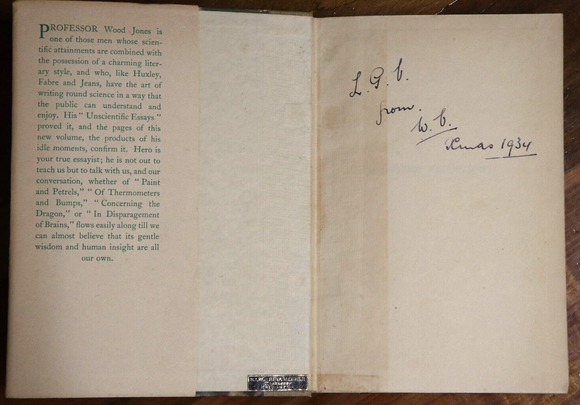 PROFESSOR Wood Jones is
one of those men whose scien-
tific attainments are combined with
the possession of a charming liter-
ary style, and who, like Huxley,
Fabre and Jeans, have the art of
writing round science in a way that
the public can understand and
enjoy. His " Unscientific Essays "
proved it, and the pages of this
new volume, the products of his
idle moments, confirm it. Here is
your true essayist; he is not out to
teach us but to talk with us, and our
conversation, whether of " Paint
and Petrels," " Of Thermometers
and Bumps," " Concerning the
Dragon," or " In Disparagement
of Brains," flows easily along till we
can almost believe that its gentle
wisdom and human insight are all
our own.
L. G. C.
from.
W. C.
Xmas 1934